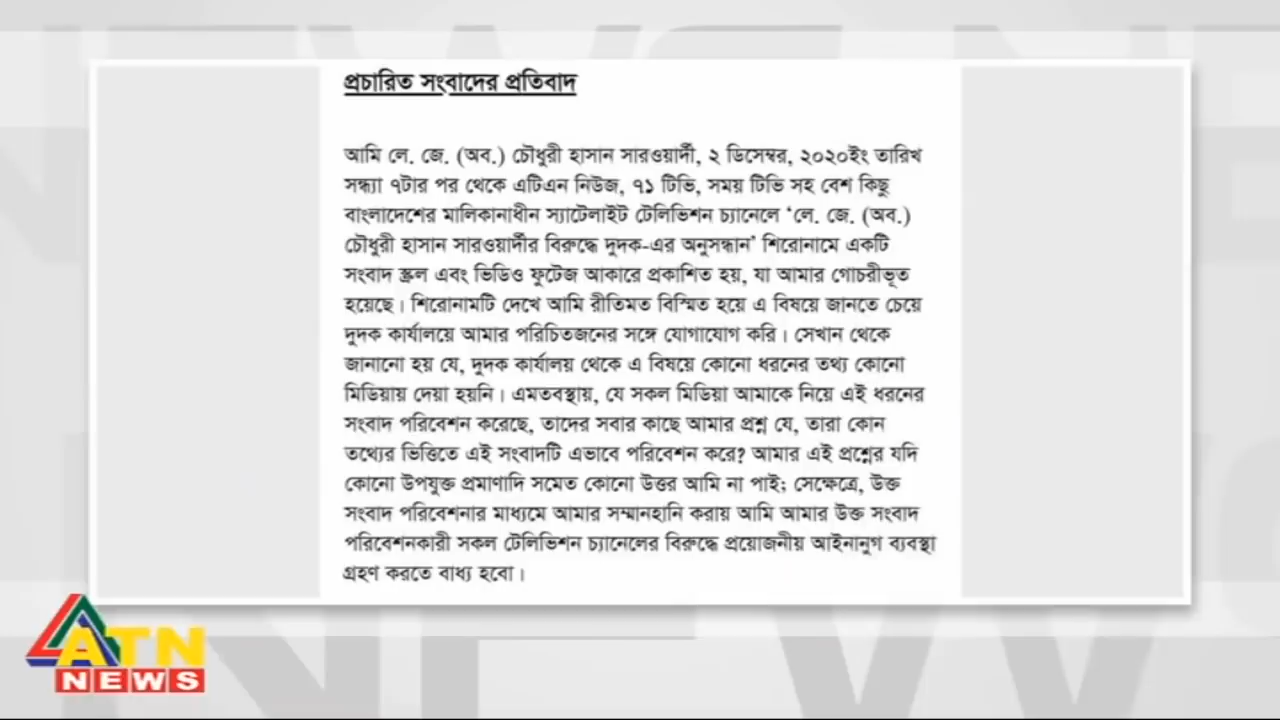 প্রচারিত সংবাদের প্রতিবাদ
আমি লে. জে. (অব.) চৌধুরী হাসান সারওয়ার্দী, ২ ডিসেম্বর, ২০২০ইং তারিখ
সন্ধ্যা ৭টার পর থেকে এটিএন নিউজ, ৭১ টিভি, সময় টিভি সহ বেশ কিছু
বাংলাদেশের মালিকানাধীন স্যাটেলাইট টেলিভিশন চ্যানেলে ‘লে. জে. (অব.)
চৌধুরী হাসান সারওয়ার্দীর বিরুদ্ধে দুদক-এর অনুসন্ধান’ শিরোনামে একটি
সংবাদ স্ক্রল এবং ভিডিও ফুটেজ আকারে প্রকাশিত হয়, যা আমার গোচরীভূত
হয়েছে। শিরোনামটি দেখে আমি রীতিমত বিস্মিত হয়ে এ বিষয়ে জানতে চেয়ে
দুদক কার্যালয়ে আমার পরিচিতজনের সঙ্গে যোগাযোগ করি। সেখান থেকে
জানানো হয় যে, দুদক কার্যালয় থেকে এ বিষয়ে কোনো ধরনের তথ্য কোনো
মিডিয়ায় দেয়া হয়নি। এমতবস্থায়, যে সকল মিডিয়া আমাকে নিয়ে এই ধরনের
সংবাদ পরিবেশন করেছে, তাদের সবার কাছে আমার প্রশ্ন যে, তারা কোন
তথ্যের ভিত্তিতে এই সংবাদটি এভাবে পরিবেশন করে? আমার এই প্রশ্নের যদি
কোনো উপযুক্ত প্রমাণাদি সমেত কোনো উত্তর আমি না পাই; সেক্ষেত্রে, উক্ত
সংবাদ পরিবেশনার মাধ্যমে আমার সম্মানহানি করায় আমি আমার উক্ত সংবাদ
পরিবেশনকারী সকল টেলিভিশন চ্যানেলের বিরুদ্ধে প্রয়োজনীয় আইনানুগ ব্যবস্থা
গ্রহণ করতে বাধ্য হবো।
ATN
NEWS